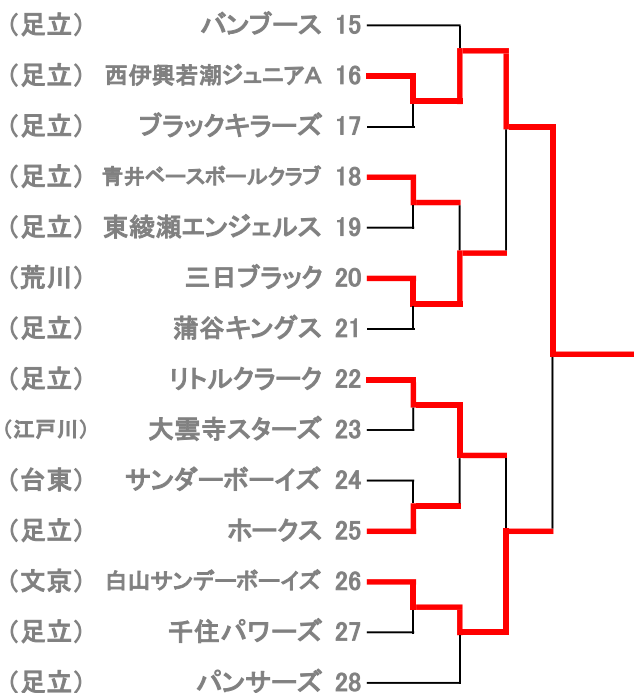 （足立） バンブース 15
（足立） 西伊興若潮ジュニアA 16
（足立） ブラックキラーズ 17
（足立） 青井ベースボールクラブ 18
（足立） 東綾瀬エンジェルス 19
（荒川） 三日ブラック 20
（足立） 蒲谷キングス 21
（足立） リトルクラーク 22
（江戸川） 大雲寺スターズ 23
（台東） サンダーボーイズ 24
（足立） ホークス 25
（文京） 白山サンデーボーイズ 26
（足立） 千住パワーズ 27
（足立） パンサーズ 28